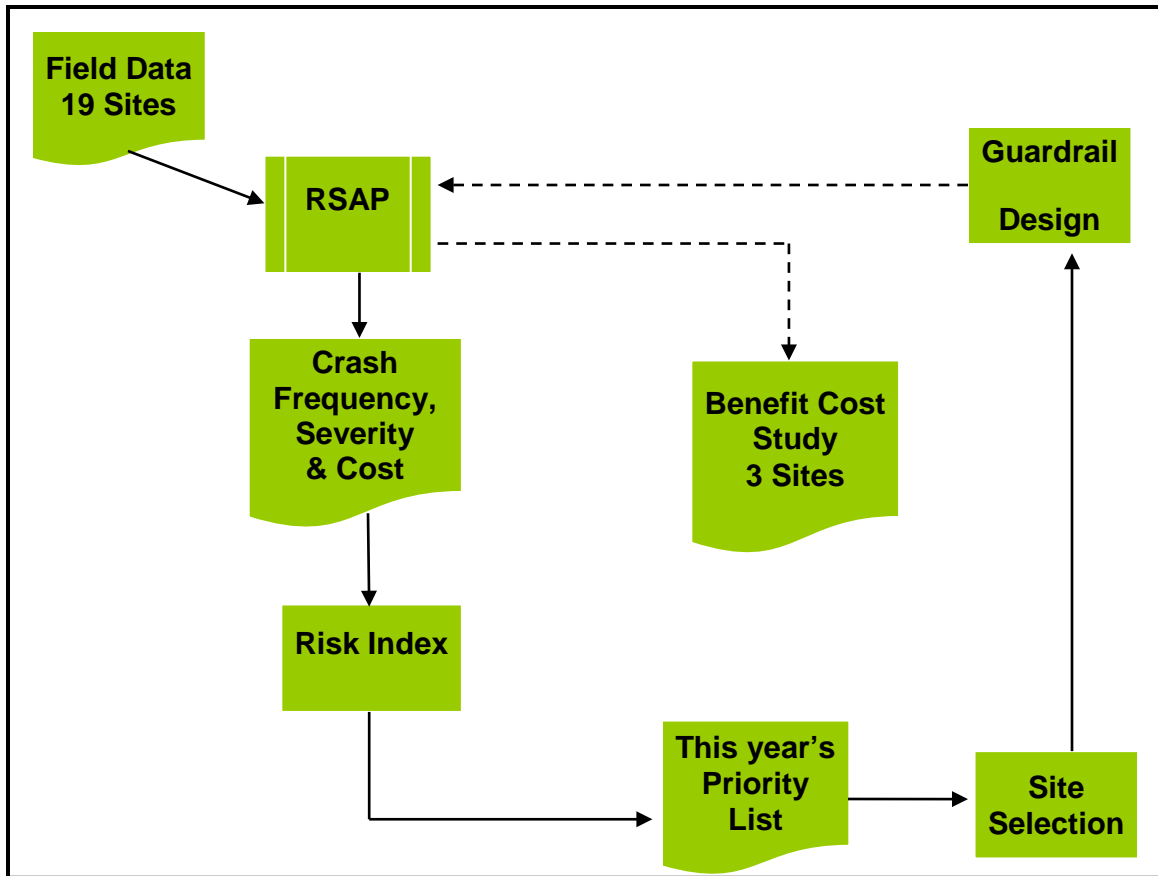 Field Data
19 Sites
RSAP
Guardrail
Design
Crash
Frequency,
Severity
& Cost
Benefit Cost
Study
3 Sites
Risk Index
This year’s
Priority
List
Site
Selection